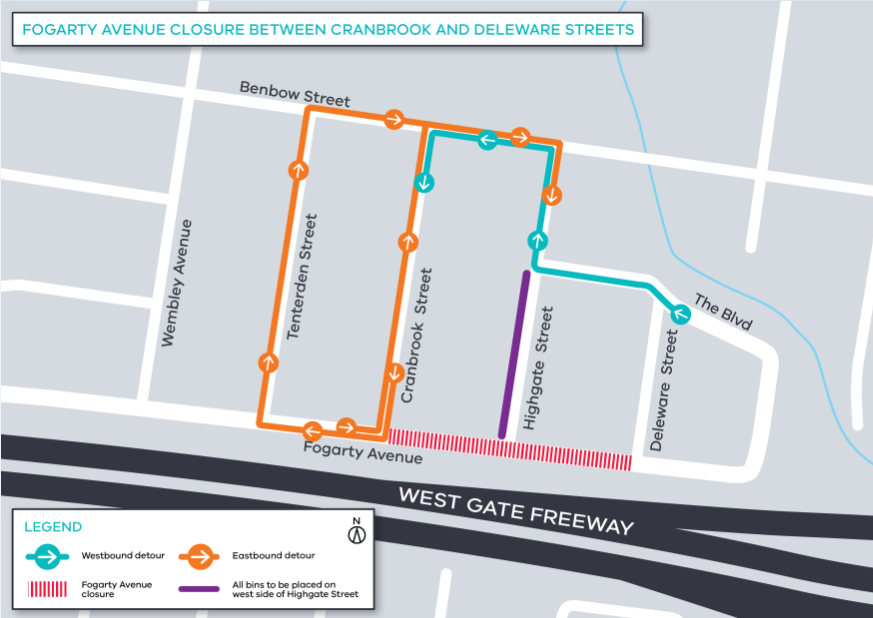 FOGARTY AVENUE CLOSURE BETWEEN CRANBROOK AND DELEWARE STREETS
Benbow Street
Wembley Avenue
Tenterden Street
Cranbrook Street
Highgate Street
Deleware Street
The Blvd
Fogarty Avenue
WEST GATE FREEWAY
LEGEND
N
Westbound detour
Eastbound detour
Fogarty Avenue
closure
All bins to be placed on
west side of Highgate Street